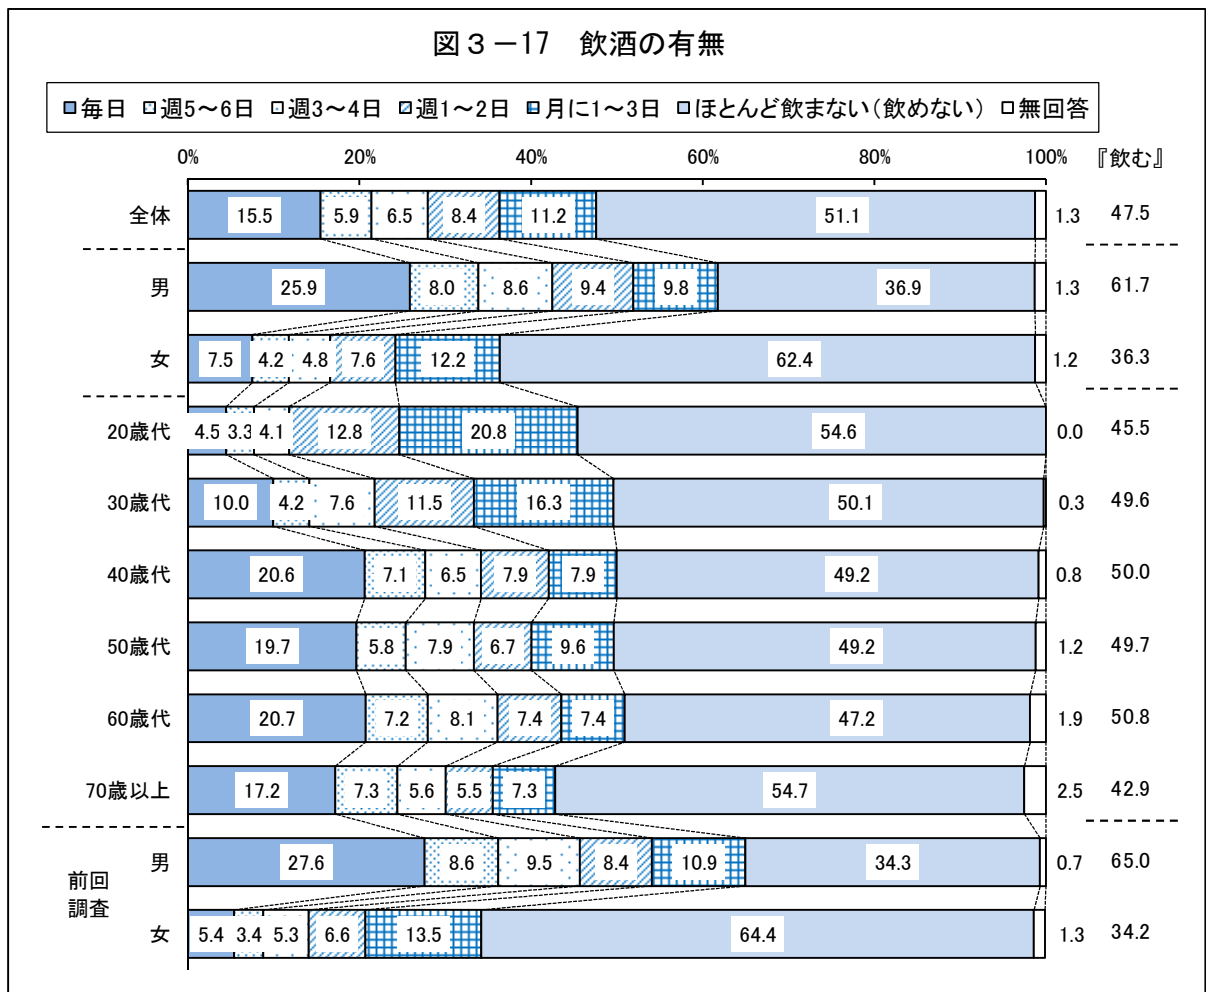 図3-17 飲酒の有無
毎日 週5~6日 週3~4日 週1~2日 月に1~3日 ほとんど飲まない(飲めない) 無回答
0% 20% 40% 60% 80% 100% 『飲む』
全体 15.5 5.9 6.5 8.4 11.2 51.1 1.3 47.5
男 25.9 8.0 8.6 9.4 9.8 36.9 1.3 61.7
女 7.5 4.2 4.8 7.6 12.2 62.4 1.2 36.3
20歳代 4.5 3.3 4.1 12.8 20.8 54.6 0.0 45.5
30歳代 10.0 4.2 7.6 11.5 16.3 50.1 0.3 49.6
40歳代 20.6 7.1 6.5 7.9 7.9 49.2 0.8 50.0
50歳代 19.7 5.8 7.9 6.7 9.6 49.2 1.2 49.7
60歳代 20.7 7.2 8.1 7.4 7.4 47.2 1.9 50.8
70歳以上 17.2 7.3 5.6 5.5 7.3 54.7 2.5 42.9
前回
調査
男 27.6 8.6 9.5 8.4 10.9 34.3 0.7 65.0
女 5.4 3.4 5.3 6.6 13.5 64.4 1.3 34.2